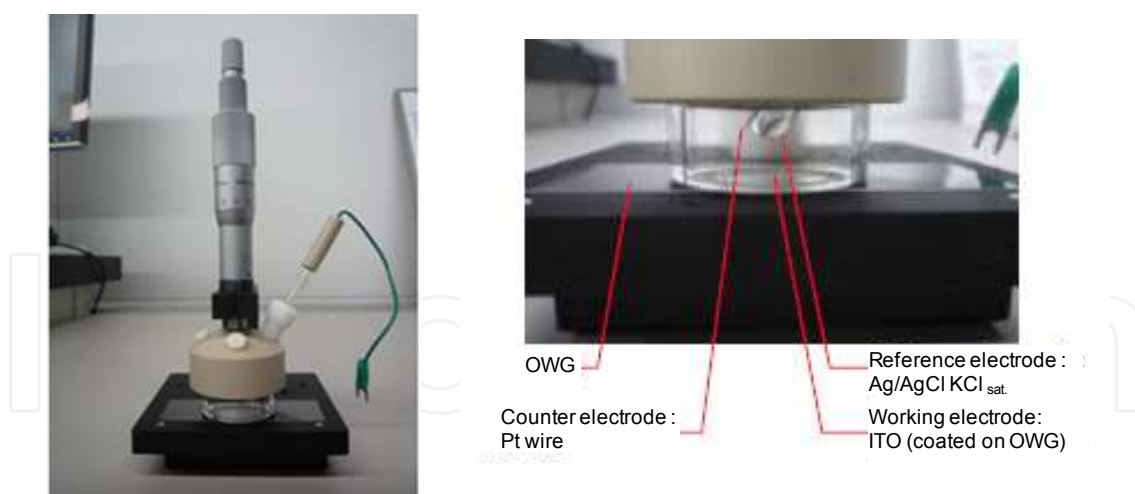 OWG
Counter electrode :
Pt wire
Reference electrode :
Ag/AgCl KCl sat.
Working electrode:
ITO (coated on OWG)